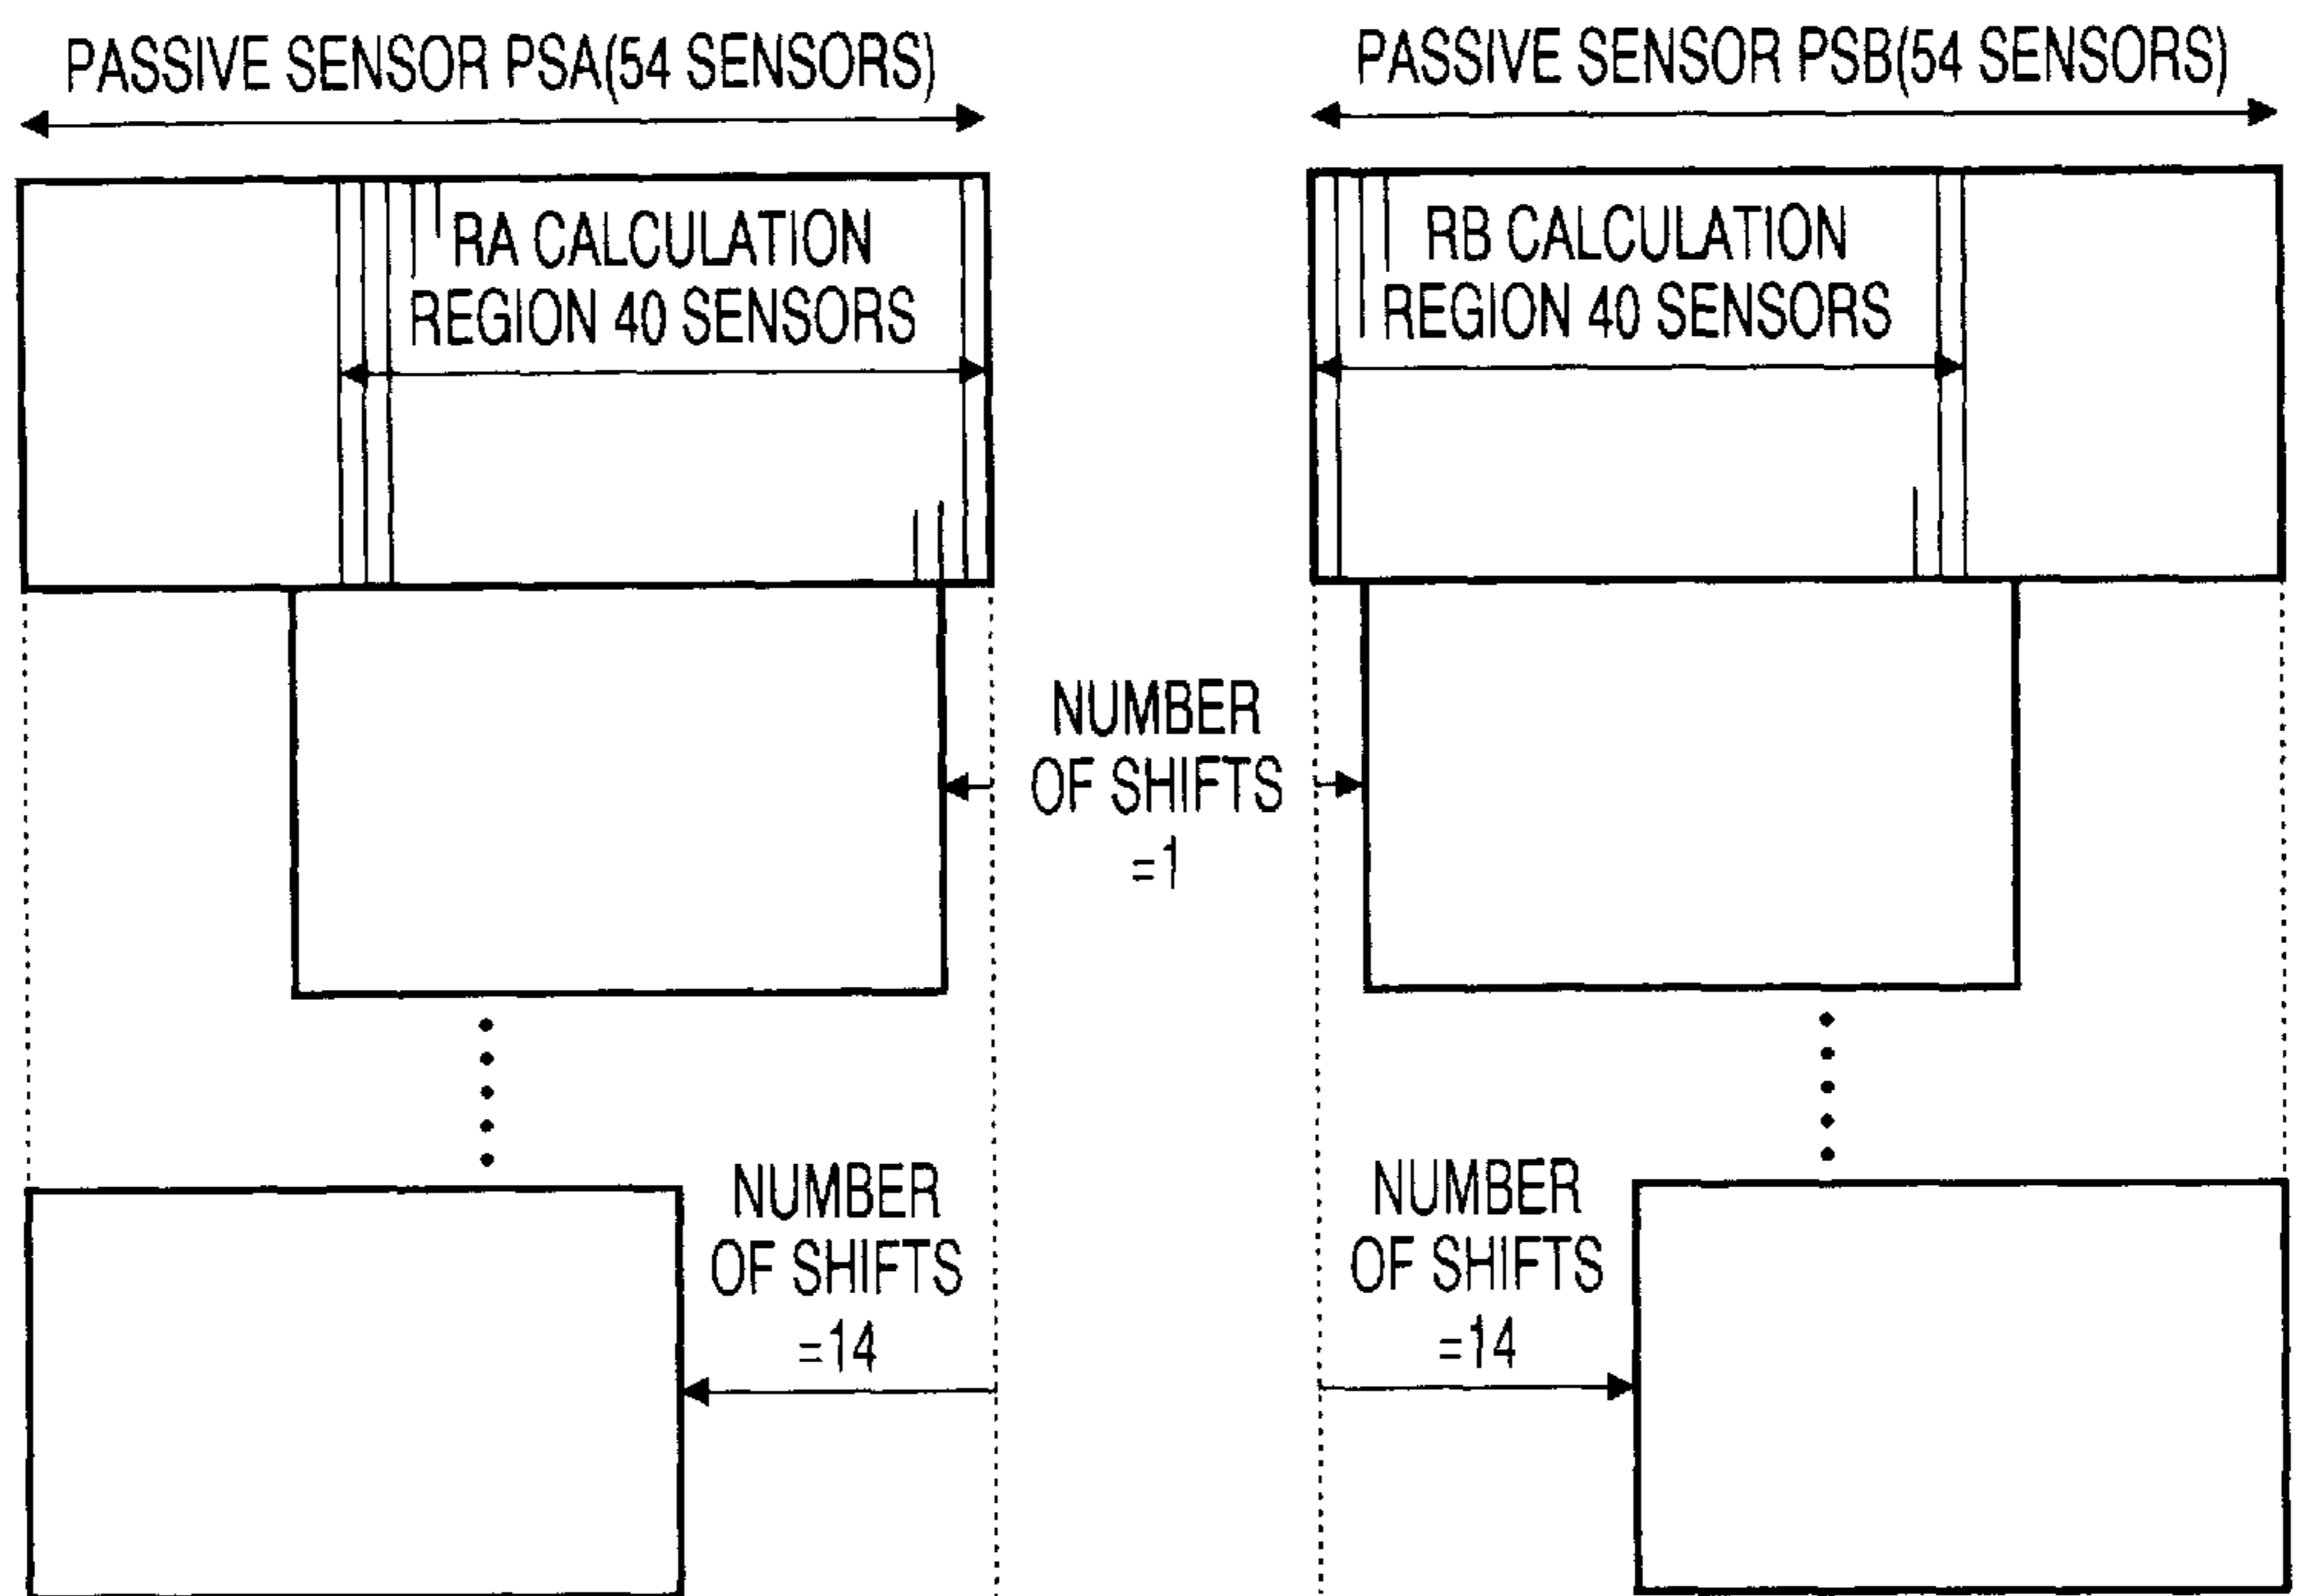 PASSIVE SENSOR PSA(54 SENSORS)
PASSIVE SENSOR PSB(54 SENSORS)
RA CALCULATION
REGION 40 SENSORS
RB CALCULATION
REGION 40 SENSORS
NUMBER
OF SHIFTS
=1
NUMBER
OF SHIFTS
=14
NUMBER
OF SHIFTS
=14